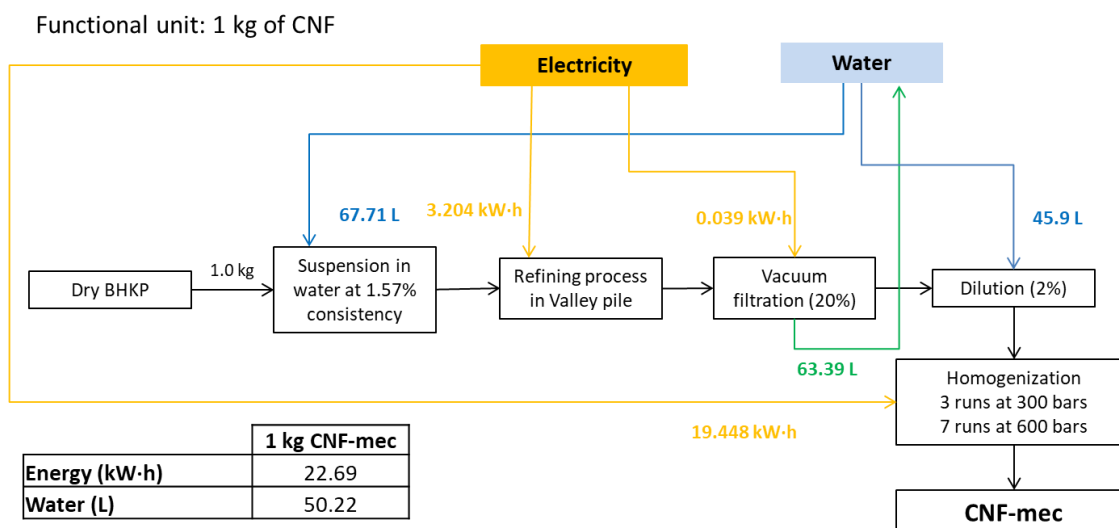 Functional unit: 1 kg of CNF
Electricity
Water
67.71 L
3.204 kW·h
0.039 kW·h
45.9 L
Dry BHKP
1.0 kg
Suspension in
water at 1.57%
consistency
Refining process
in Valley pile
Vacuum
filtration (20%)
Dilution (2%)
63.39 L
Homogenization
3 runs at 300 bars
7 runs at 600 bars
19.448 kW·h
1 kg CNF-mec
Energy (kW·h) 22.69
Water (L) 50.22
CNF-mec